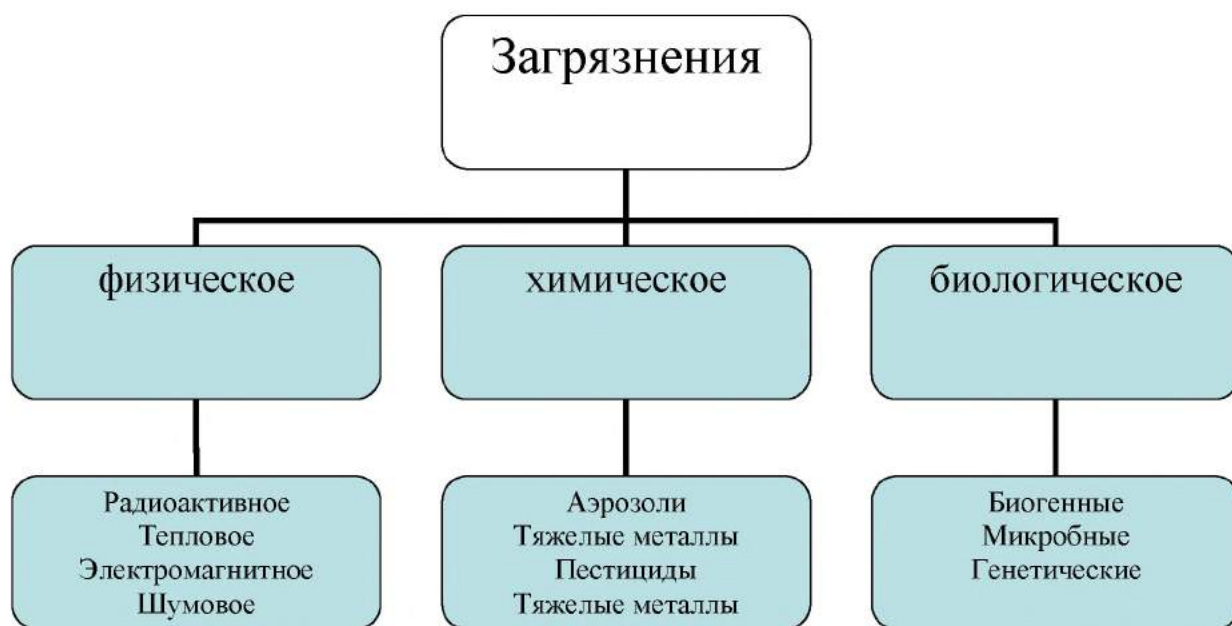 Загрязнения
физическое
химическое
биологическое
Радиоактивное
Тепловое
Электромагнитное
Шумовое
Аэрозоли
Тяжелые металлы
Пестициды
Тяжелые металлы
Биогенные
Микробные
Генетические